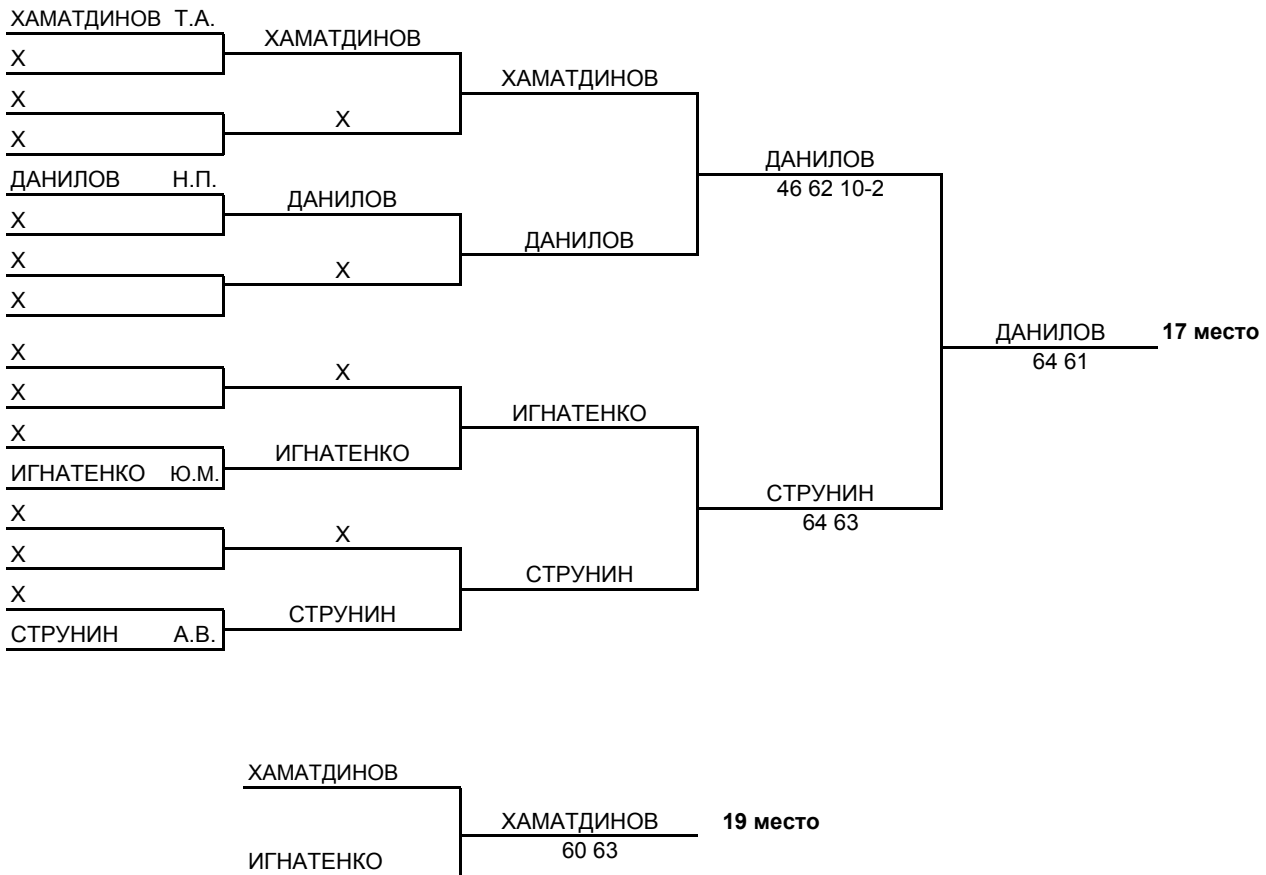 ХАМАТДИНОВ Т.А.
ХАМАТДИНОВ
Х
ХАМАТДИНОВ
Х
Х
Х
ДАНИЛОВ
ДАНИЛОВ Н.П.
46 62 10-2
ДАНИЛОВ
Х
ДАНИЛОВ
Х
Х
Х
ДАНИЛОВ 17 место
Х
64 61
Х
Х
ИГНАТЕНКО
Х
ИГНАТЕНКО
ИГНАТЕНКО Ю.М.
СТРУНИН
Х
64 63
Х
Х
СТРУНИН
Х
СТРУНИН
СТРУНИН А.В.
ХАМАТДИНОВ
ХАМАТДИНОВ 19 место
60 63
ИГНАТЕНКО